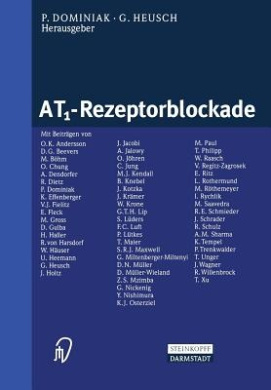 P. DOMINIAK · G. HEUSCH
Herausgeber
AT1-Rezeptorblockade
Mit Beiträgen von
O.K. Andersson
D.G. Beevers
M. Böhm
O. Chung
A. Dendorfer
R. Dietz
P. Dominiak
K. Effenberger
V.J. Fielitz
E. Fleck
M. Gross
D. Gulba
H. Haller
R. von Harsdorf
W. Häuser
U. Heemann
G. Heusch
J. Holtz
J. Jacobi
A. Jalowy
O. Jöhren
C. Jung
M.J. Kendall
B. Knebel
J. Kotzka
J. Krämer
W. Krone
G.T.H. Lip
S. Lüders
F.C. Luft
P. Lütkes
T. Maier
S.R.J. Maxwell
G. Miltenberger-Miltenyi
D.N. Müller
D. Müller-Wieland
Z.S. Mzimba
G. Nickenig
Y. Nishimura
K.J. Osterziel
M. Paul
T. Philipp
W. Raasch
V. Regitz-Zagrosek
E. Ritz
L. Rothermund
M. Röthemeyer
I. Rychlik
M. Saavedra
R.E. Schmieder
J. Schrader
R. Schulz
A.M. Sharma
K. Tempel
P. Trenkwalder
T. Unger
J. Wagner
R. Willenbrock
T. Xu
STEINKOPFF
DARMSTADT